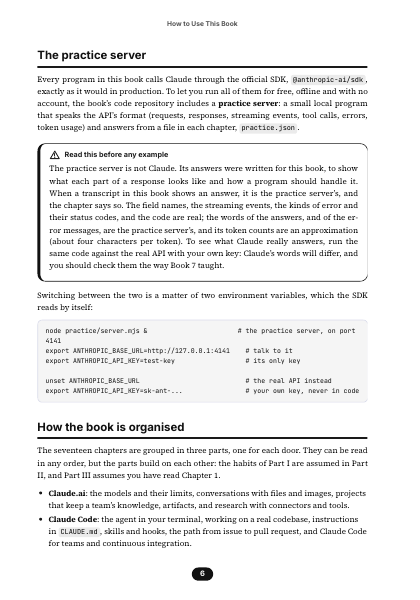 How to Use This Book
The practice server
Every program in this book calls Claude through the official SDK, @anthropic-ai/sdk,
exactly as it would in production. To let you run all of them for free, offline and with no
account, the book's code repository includes a practice server: a small local program
that speaks the API's format (requests, responses, streaming events, tool calls, errors,
token usage) and answers from a file in each chapter, practice.json.
Read this before any example
The practice server is not Claude. Its answers were written for this book, to show
what each part of a response looks like and how a program should handle it.
When a transcript in this book shows an answer, it is the practice server's, and
the chapter says so. The field names, the streaming events, the kinds of error and
their status codes, and the code are real; the words of the answers, and of the er-
ror messages, are the practice server's, and its token counts are an approximation
(about four characters per token). To see what Claude really answers, run the
same code against the real API with your own key: Claude's words will differ, and
you should check them the way Book 7 taught.
Switching between the two is a matter of two environment variables, which the SDK
reads by itself:
node practice/server.mjs & # the practice server, on port
4141
export ANTHROPIC_BASE_URL=http://127.0.0.1:4141 # talk to it
export ANTHROPIC_API_KEY=test-key # its only key
unset ANTHROPIC_BASE_URL # the real API instead
export ANTHROPIC_API_KEY=sk-ant-... # your own key, never in code
How the book is organised
The seventeen chapters are grouped in three parts, one for each door. They can be read
in any order, but the parts build on each other: the habits of Part I are assumed in Part
II, and Part III assumes you have read Chapter 1.
• Claude.ai: the models and their limits, conversations with files and images, projects
that keep a team's knowledge, artifacts, and research with connectors and tools.
• Claude Code: the agent in your terminal, working on a real codebase, instructions
in CLAUDE.md, skills and hooks, the path from issue to pull request, and Claude Code
for teams and continuous integration.
6